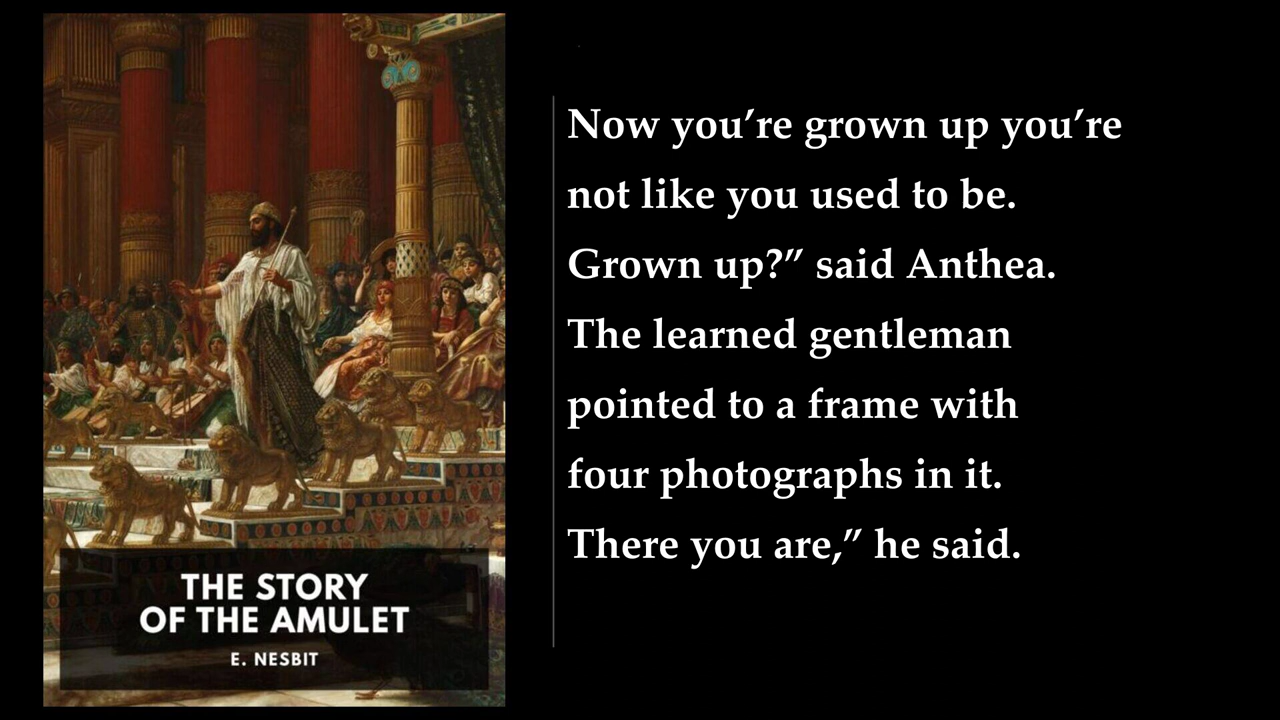 THE STORY
OF THE AMULET
E. NESBIT
Now you’re grown up you’re
not like you used to be.
Grown up?” said Anthea.
The learned gentleman
pointed to a frame with
four photographs in it.
There you are,” he said.